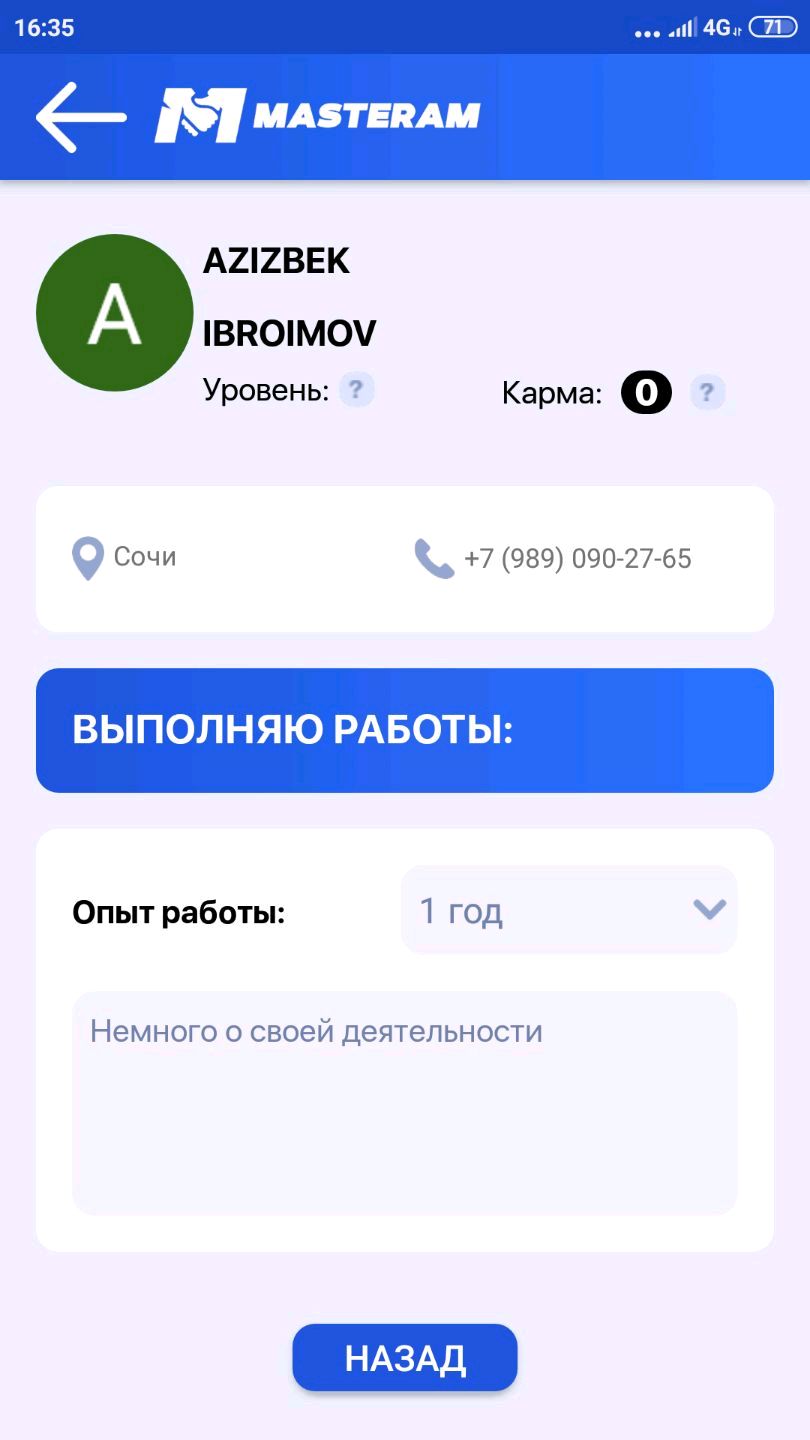 16:35
4G 71
MASTERAM
A
AZIZBEK
IBROIMOV
Уровень: ?
Карма: 0 ?
Сочи
+7 (989) 090-27-65
ВЫПОЛНЯЮ РАБОТЫ:
Опыт работы:
1 год
Немного о своей деятельности
НАЗАД